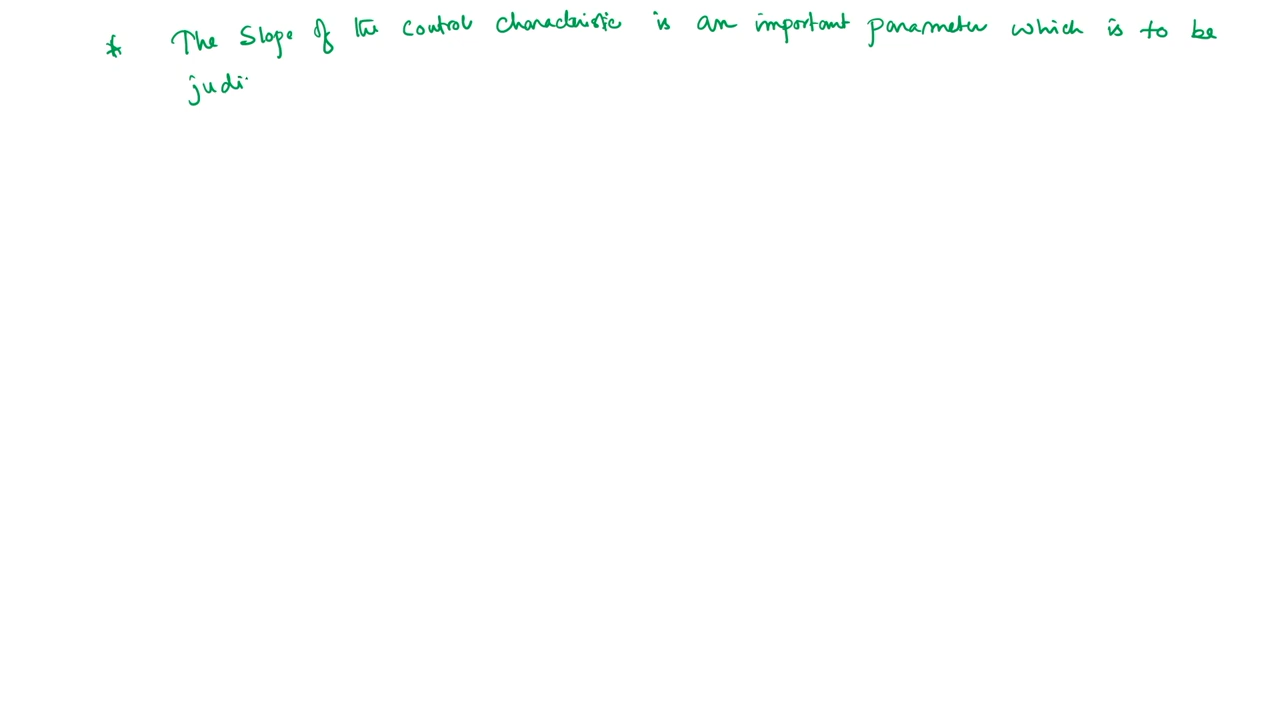 * The Slope of the control characteristic is an important parameter which is to be
judi